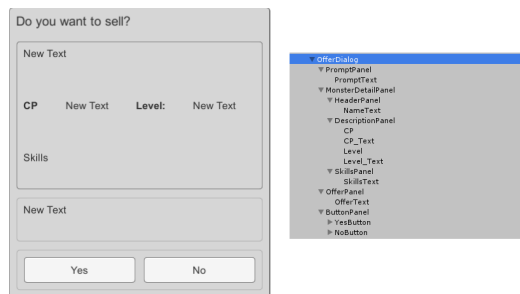 Do you want to sell?
New Text
CP New Text Level: New Text
Skills
New Text
Yes No
OfferDialog
PromptPanel
PromptText
MonsterDetailPanel
HeaderPanel
NameText
DescriptionPanel
CP
CP_Text
Level
Level_Text
SkillsPanel
SkillsText
OfferPanel
OfferText
ButtonPanel
YesButton
NoButton